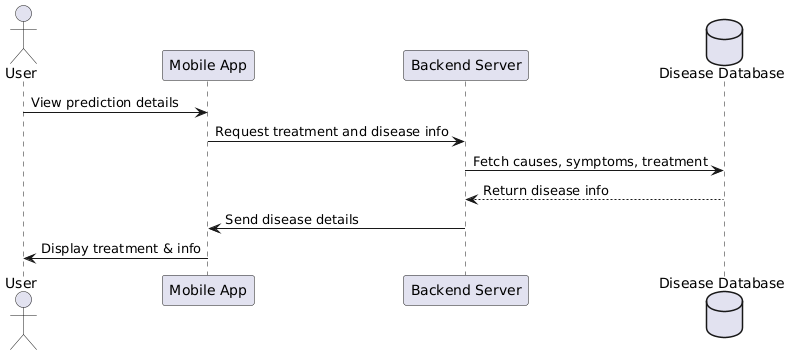 User
Mobile App
Backend Server
Disease Database
View prediction details
Request treatment and disease info
Fetch causes, symptoms, treatment
Return disease info
Send disease details
Display treatment & info
User
Mobile App
Backend Server
Disease Database